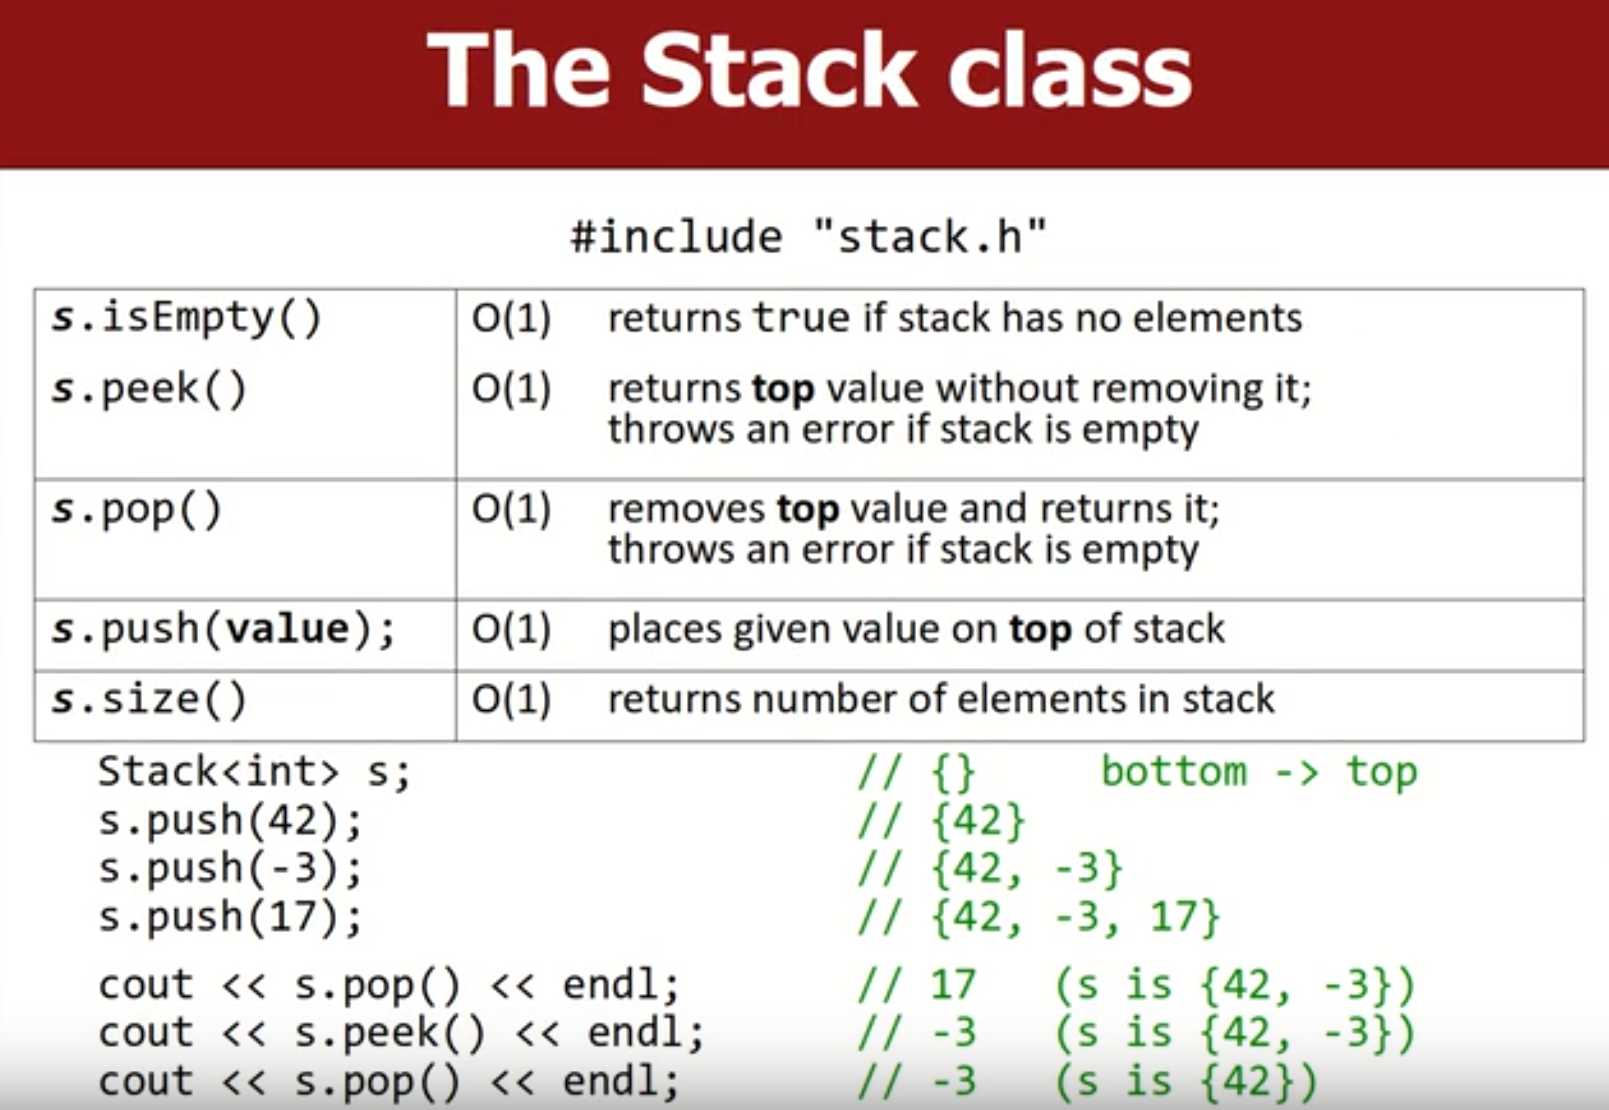 The Stack class
#include "stack.h"
s.isEmpty() O(1) returns true if stack has no elements
s.peek() O(1) returns top value without removing it;
throws an error if stack is empty
s.pop() O(1) removes top value and returns it;
throws an error if stack is empty
s.push(value); O(1) places given value on top of stack
s.size() O(1) returns number of elements in stack
Stack<int> s; // {} bottom -> top
s.push(42); // {42}
s.push(-3); // {42, -3}
s.push(17); // {42, -3, 17}
cout << s.pop() << endl; // 17 (s is {42, -3})
cout << s.peek() << endl; // -3 (s is {42, -3})
cout << s.pop() << endl; // -3 (s is {42})